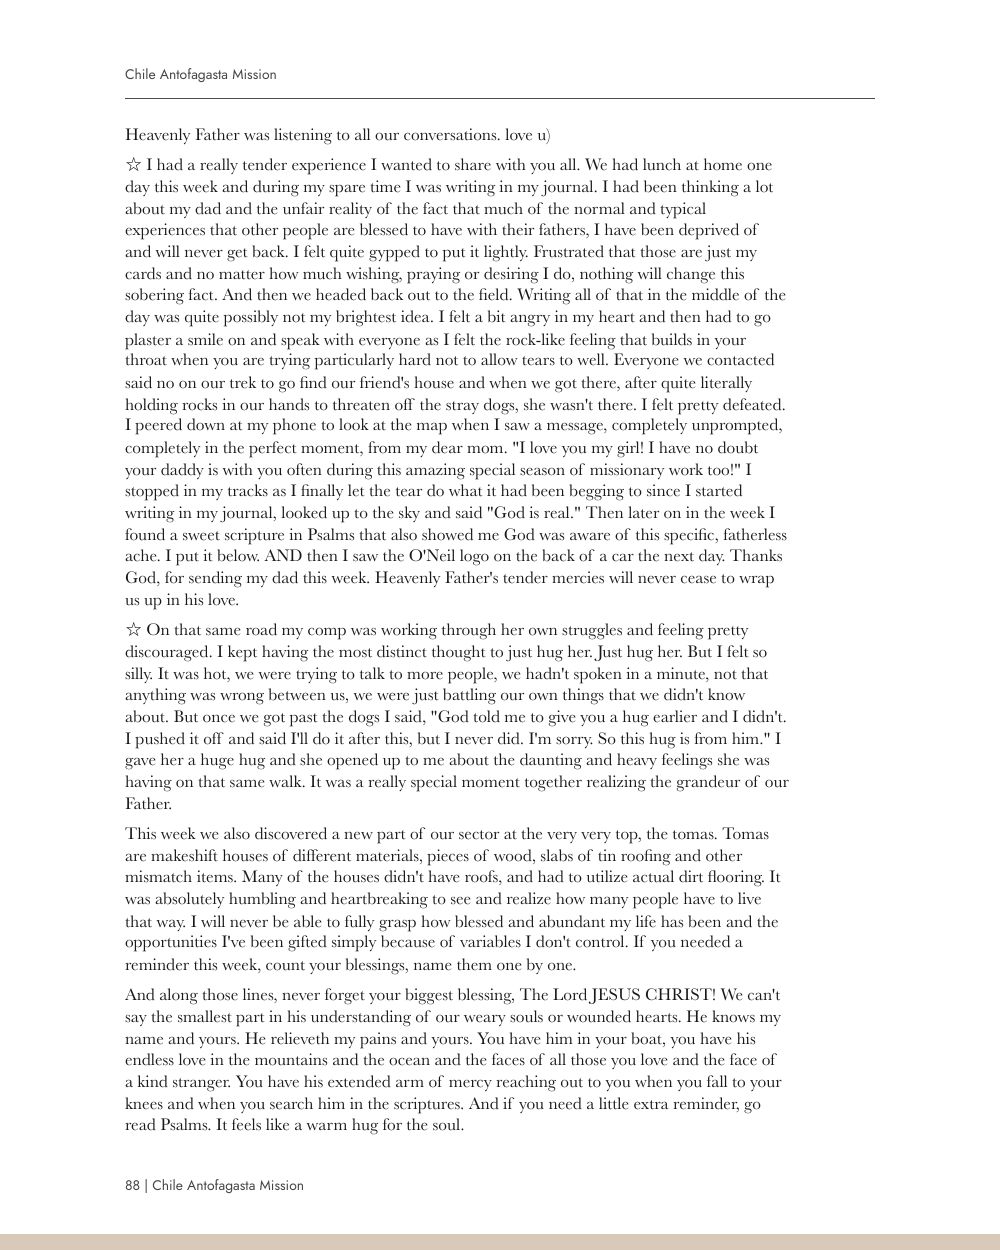 Chile Antofagasta Mission
Heavenly Father was listening to all our conversations. love u)
☆ I had a really tender experience I wanted to share with you all. We had lunch at home one
day this week and during my spare time I was writing in my journal. I had been thinking a lot
about my dad and the unfair reality of the fact that much of the normal and typical
experiences that other people are blessed to have with their fathers, I have been deprived of
and will never get back. I felt quite gypped to put it lightly. Frustrated that those are just my
cards and no matter how much wishing, praying or desiring I do, nothing will change this
sobering fact. And then we headed back out to the field. Writing all of that in the middle of the
day was quite possibly not my brightest idea. I felt a bit angry in my heart and then had to go
plaster a smile on and speak with everyone as I felt the rock-like feeling that builds in your
throat when you are trying particularly hard not to allow tears to well. Everyone we contacted
said no on our trek to go find our friend's house and when we got there, after quite literally
holding rocks in our hands to threaten off the stray dogs, she wasn't there. I felt pretty defeated.
I peered down at my phone to look at the map when I saw a message, completely unprompted,
completely in the perfect moment, from my dear mom. "I love you my girl! I have no doubt
your daddy is with you often during this amazing special season of missionary work too!" I
stopped in my tracks as I finally let the tear do what it had been begging to since I started
writing in my journal, looked up to the sky and said "God is real." Then later on in the week I
found a sweet scripture in Psalms that also showed me God was aware of this specific, fatherless
ache. I put it below. AND then I saw the O'Neil logo on the back of a car the next day. Thanks
God, for sending my dad this week. Heavenly Father's tender mercies will never cease to wrap
us up in his love.
☆ On that same road my comp was working through her own struggles and feeling pretty
discouraged. I kept having the most distinct thought to just hug her. Just hug her. But I felt so
silly. It was hot, we were trying to talk to more people, we hadn't spoken in a minute, not that
anything was wrong between us, we were just battling our own things that we didn't know
about. But once we got past the dogs I said, "God told me to give you a hug earlier and I didn't.
I pushed it off and said I'll do it after this, but I never did. I'm sorry. So this hug is from him." I
gave her a huge hug and she opened up to me about the daunting and heavy feelings she was
having on that same walk. It was a really special moment together realizing the grandeur of our
Father.
This week we also discovered a new part of our sector at the very very top, the tomas. Tomas
are makeshift houses of different materials, pieces of wood, slabs of tin roofing and other
mismatch items. Many of the houses didn't have roofs, and had to utilize actual dirt flooring. It
was absolutely humbling and heartbreaking to see and realize how many people have to live
that way. I will never be able to fully grasp how blessed and abundant my life has been and the
opportunities I've been gifted simply because of variables I don't control. If you needed a
reminder this week, count your blessings, name them one by one.
And along those lines, never forget your biggest blessing, The Lord JESUS CHRIST! We can't
say the smallest part in his understanding of our weary souls or wounded hearts. He knows my
name and yours. He relieveth my pains and yours. You have him in your boat, you have his
endless love in the mountains and the ocean and the faces of all those you love and the face of
a kind stranger. You have his extended arm of mercy reaching out to you when you fall to your
knees and when you search him in the scriptures. And if you need a little extra reminder, go
read Psalms. It feels like a warm hug for the soul.
88 | Chile Antofagasta Mission